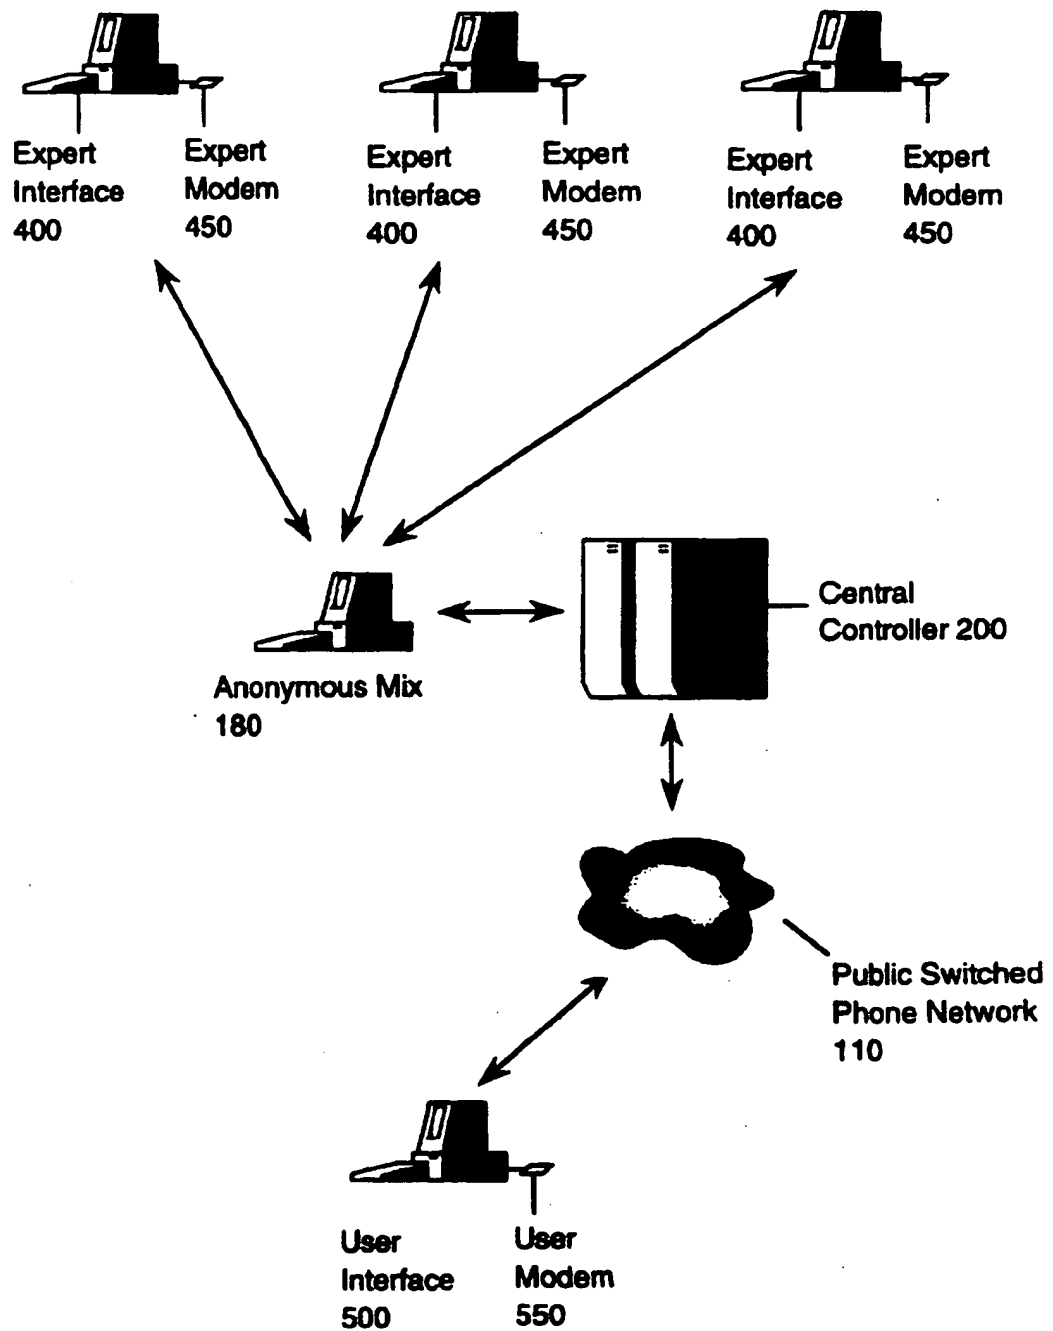 Expert
Interface
400
Expert
Modem
450
Expert
Interface
400
Expert
Modem
450
Expert
Interface
400
Expert
Modem
450
Central
Controller 200
Anonymous Mix
180
Public Switched
Phone Network
110
User
Interface
500
User
Modem
550